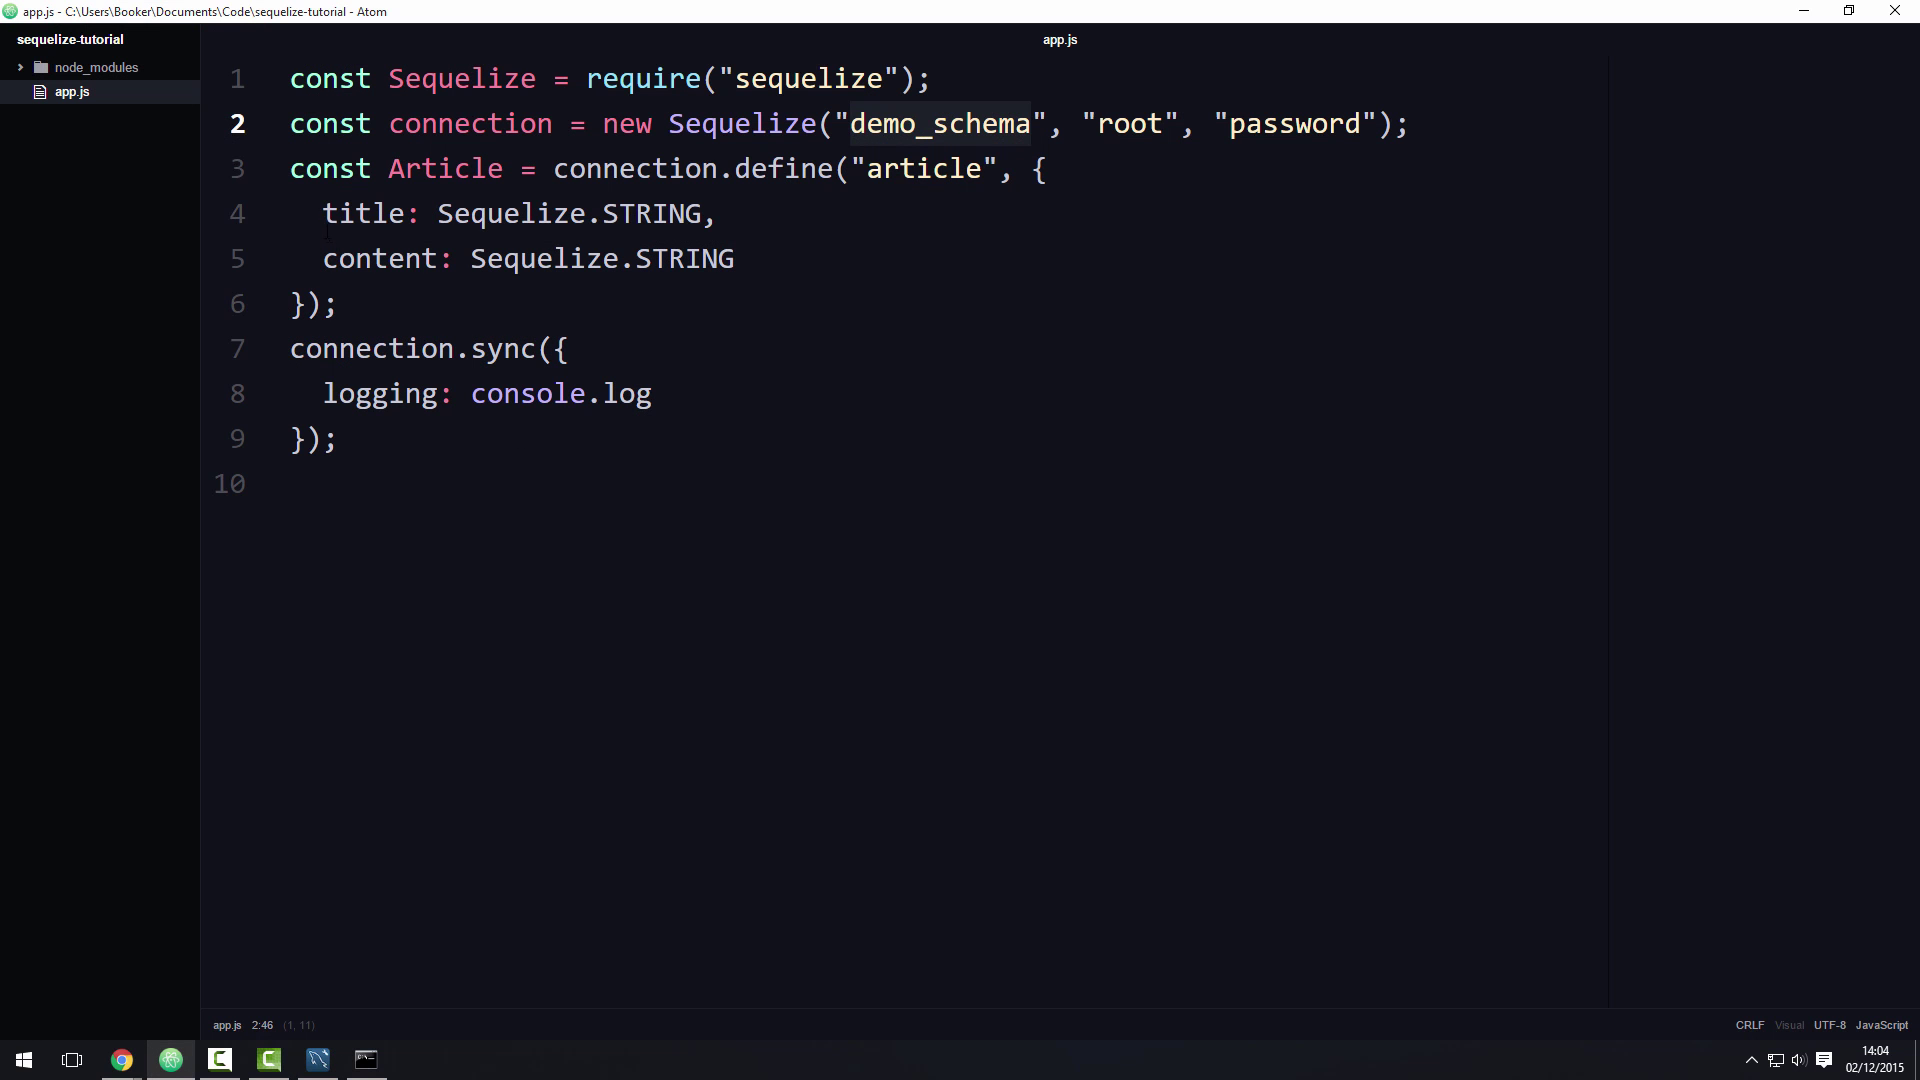 app.js - C:\Users\Booker\Documents\Code\sequelize-tutorial - Atom
sequelize-tutorial
node_modules
app.js
app.js
1 const Sequelize = require("sequelize");
2 const connection = new Sequelize("demo_schema", "root", "password");
3 const Article = connection.define("article", {
4 title: Sequelize.STRING,
5 content: Sequelize.STRING
6 });
7 connection.sync({
8 logging: console.log
9 });
10
app.js 2:46 (1, 11)
CRLF Visual UTF-8 JavaScript
14:04
02/12/2015